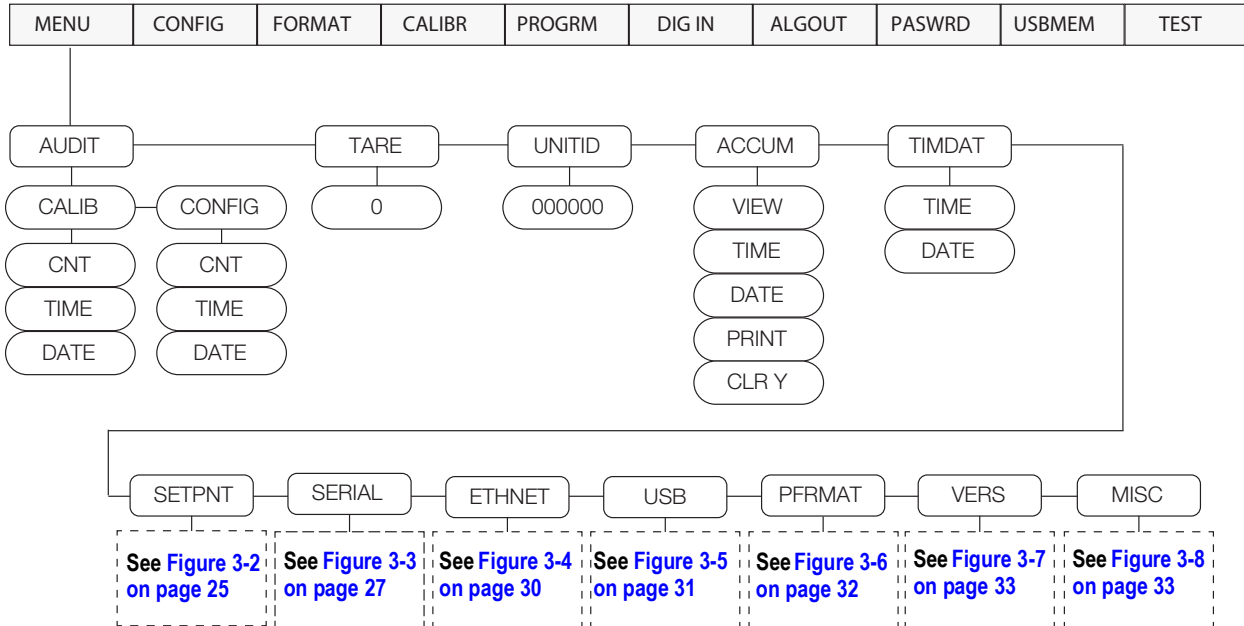 MENU CONFIG FORMAT CALIBR PROGRM DIG IN ALGOUT PASWRD USBMEM TEST
AUDIT TARE UNITID ACCUM TIMDAT
CALIB CONFIG 0 000000 VIEW TIME
CNT CNT TIME DATE
TIME TIME DATE
DATE DATE PRINT
CLR Y
SETPNT SERIAL ETHNET USB PFRMAT VERS MISC
See Figure 3-2 on page 25
See Figure 3-3 on page 27
See Figure 3-4 on page 30
See Figure 3-5 on page 31
See Figure 3-6 on page 32
See Figure 3-7 on page 33
See Figure 3-8 on page 33